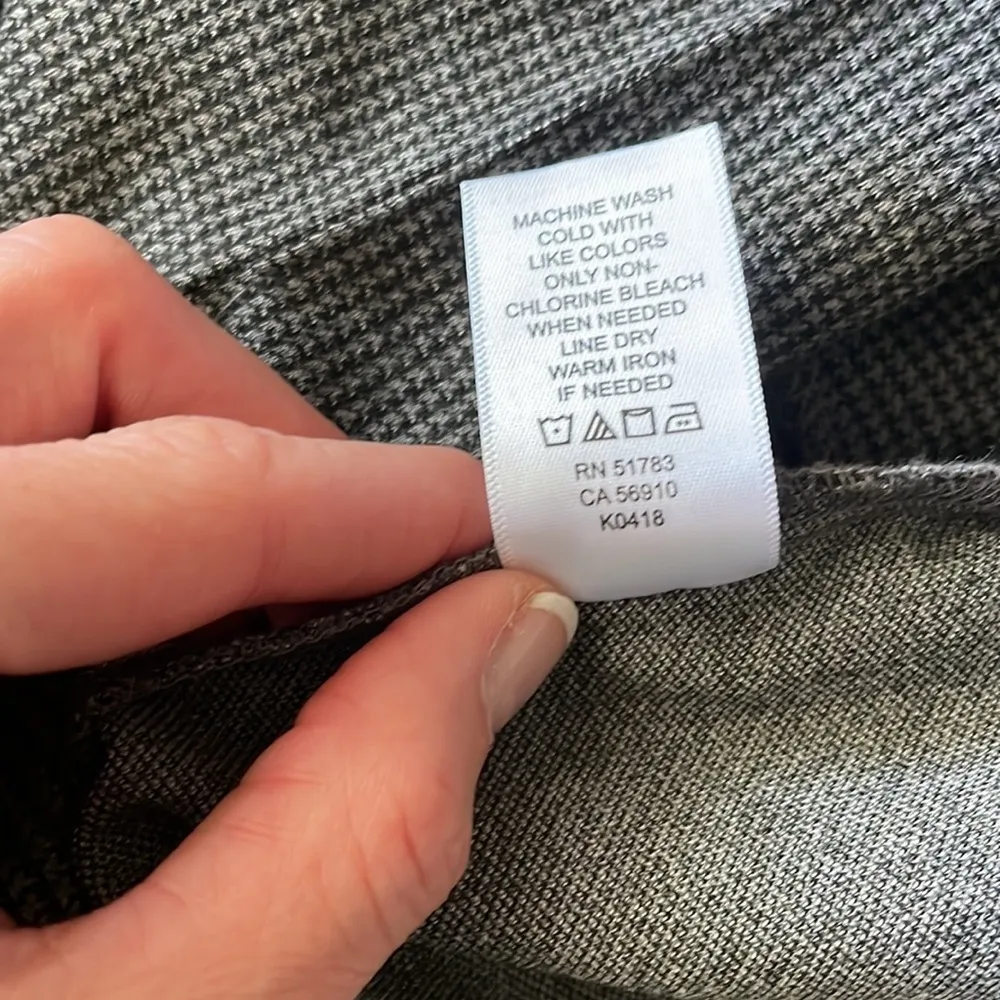 MACHINE WASH
COLD WITH
LIKE COLORS
ONLY NON-
CHLORINE BLEACH
WHEN NEEDED
LINE DRY
WARM IRON
IF NEEDED
RN 51783
CA 56910
K0418